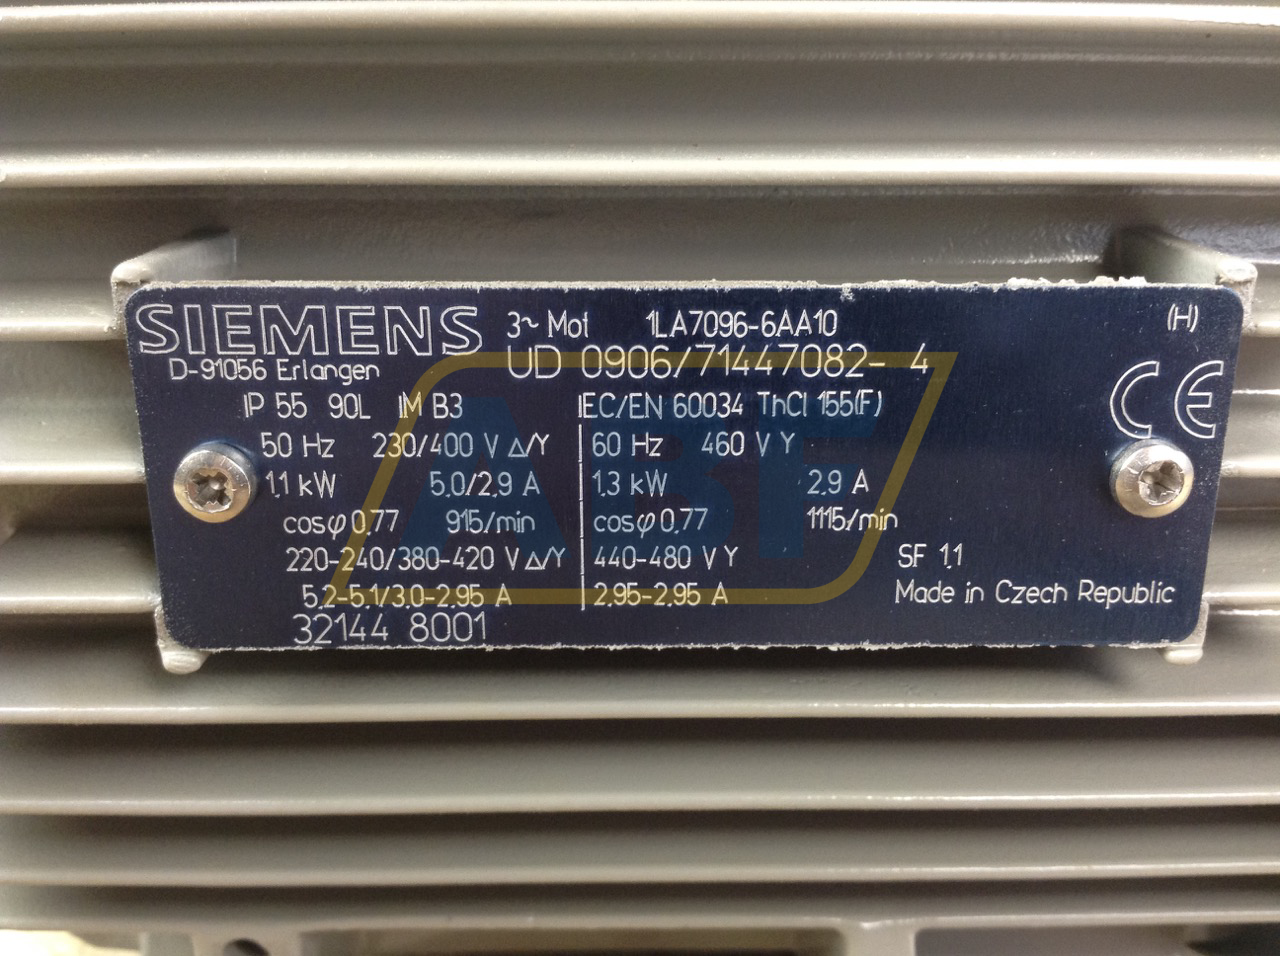 SIEMENS 3~ Mot 1LA7096-6AA10 (H)
D-91056 Erlangen UD 0906/71447082-4
IP 55 90L IM B3 IEC/EN 60034 ThCl 155(F) CE
50 Hz 230/400 V Δ/Y 60 Hz 460 V Y
1,1 kW 5,0/2,9 A 1,3 kW 2,9 A
cosφ 0,77 915/min cosφ 0,77 1115/min
220-240/380-420 V Δ/Y 440-480 V Y SF 1,1
5,2-5,1/3,0-2,95 A 2,95-2,95 A Made in Czech Republic
32144 8001
ABF